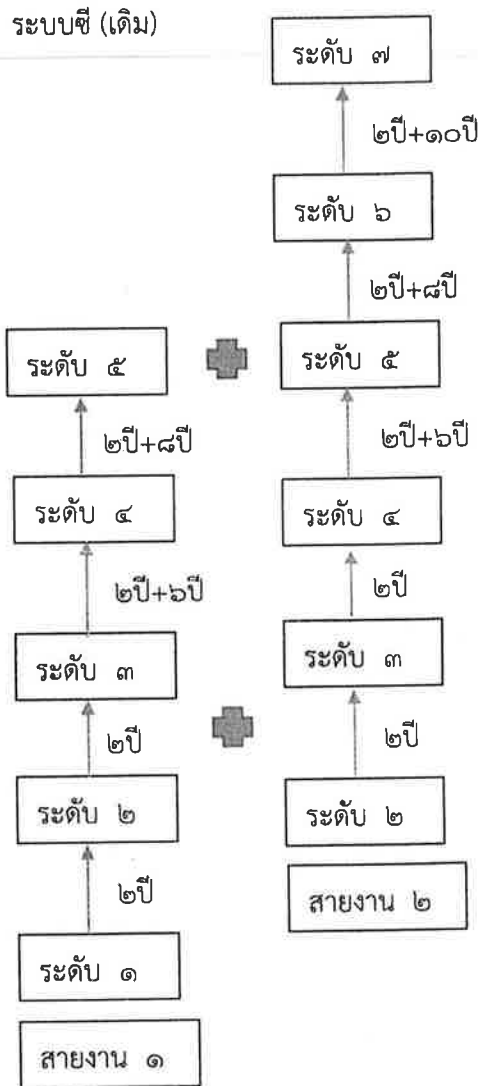 ระบบซี (เดิม)
ระดับ ๗
๒ปี+๑๐ปี
ระดับ ๖
๒ปี+๘ปี
ระดับ ๕
ระดับ ๕
๒ปี+๘ปี
๒ปี+๖ปี
ระดับ ๔
ระดับ ๔
๒ปี+๖ปี
๒ปี
ระดับ ๓
ระดับ ๓
๒ปี
๒ปี
ระดับ ๒
ระดับ ๒
๒ปี
สายงาน ๒
ระดับ ๑
สายงาน ๑